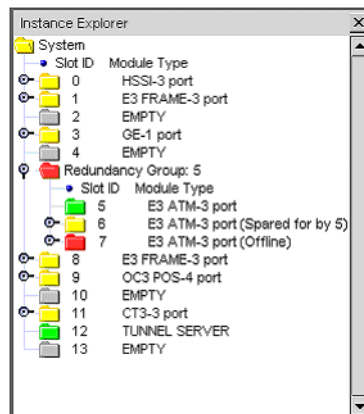 Instance Explorer
System
Slot ID Module Type
0 HSSI-3 port
1 E3 FRAME-3 port
2 EMPTY
3 GE-1 port
4 EMPTY
Redundancy Group: 5
Slot ID Module Type
5 E3 ATM-3 port
6 E3 ATM-3 port (Spared for by 5)
7 E3 ATM-3 port (Offline)
8 E3 FRAME-3 port
9 OC3 POS-4 port
10 EMPTY
11 CT3-3 port
12 TUNNEL SERVER
13 EMPTY